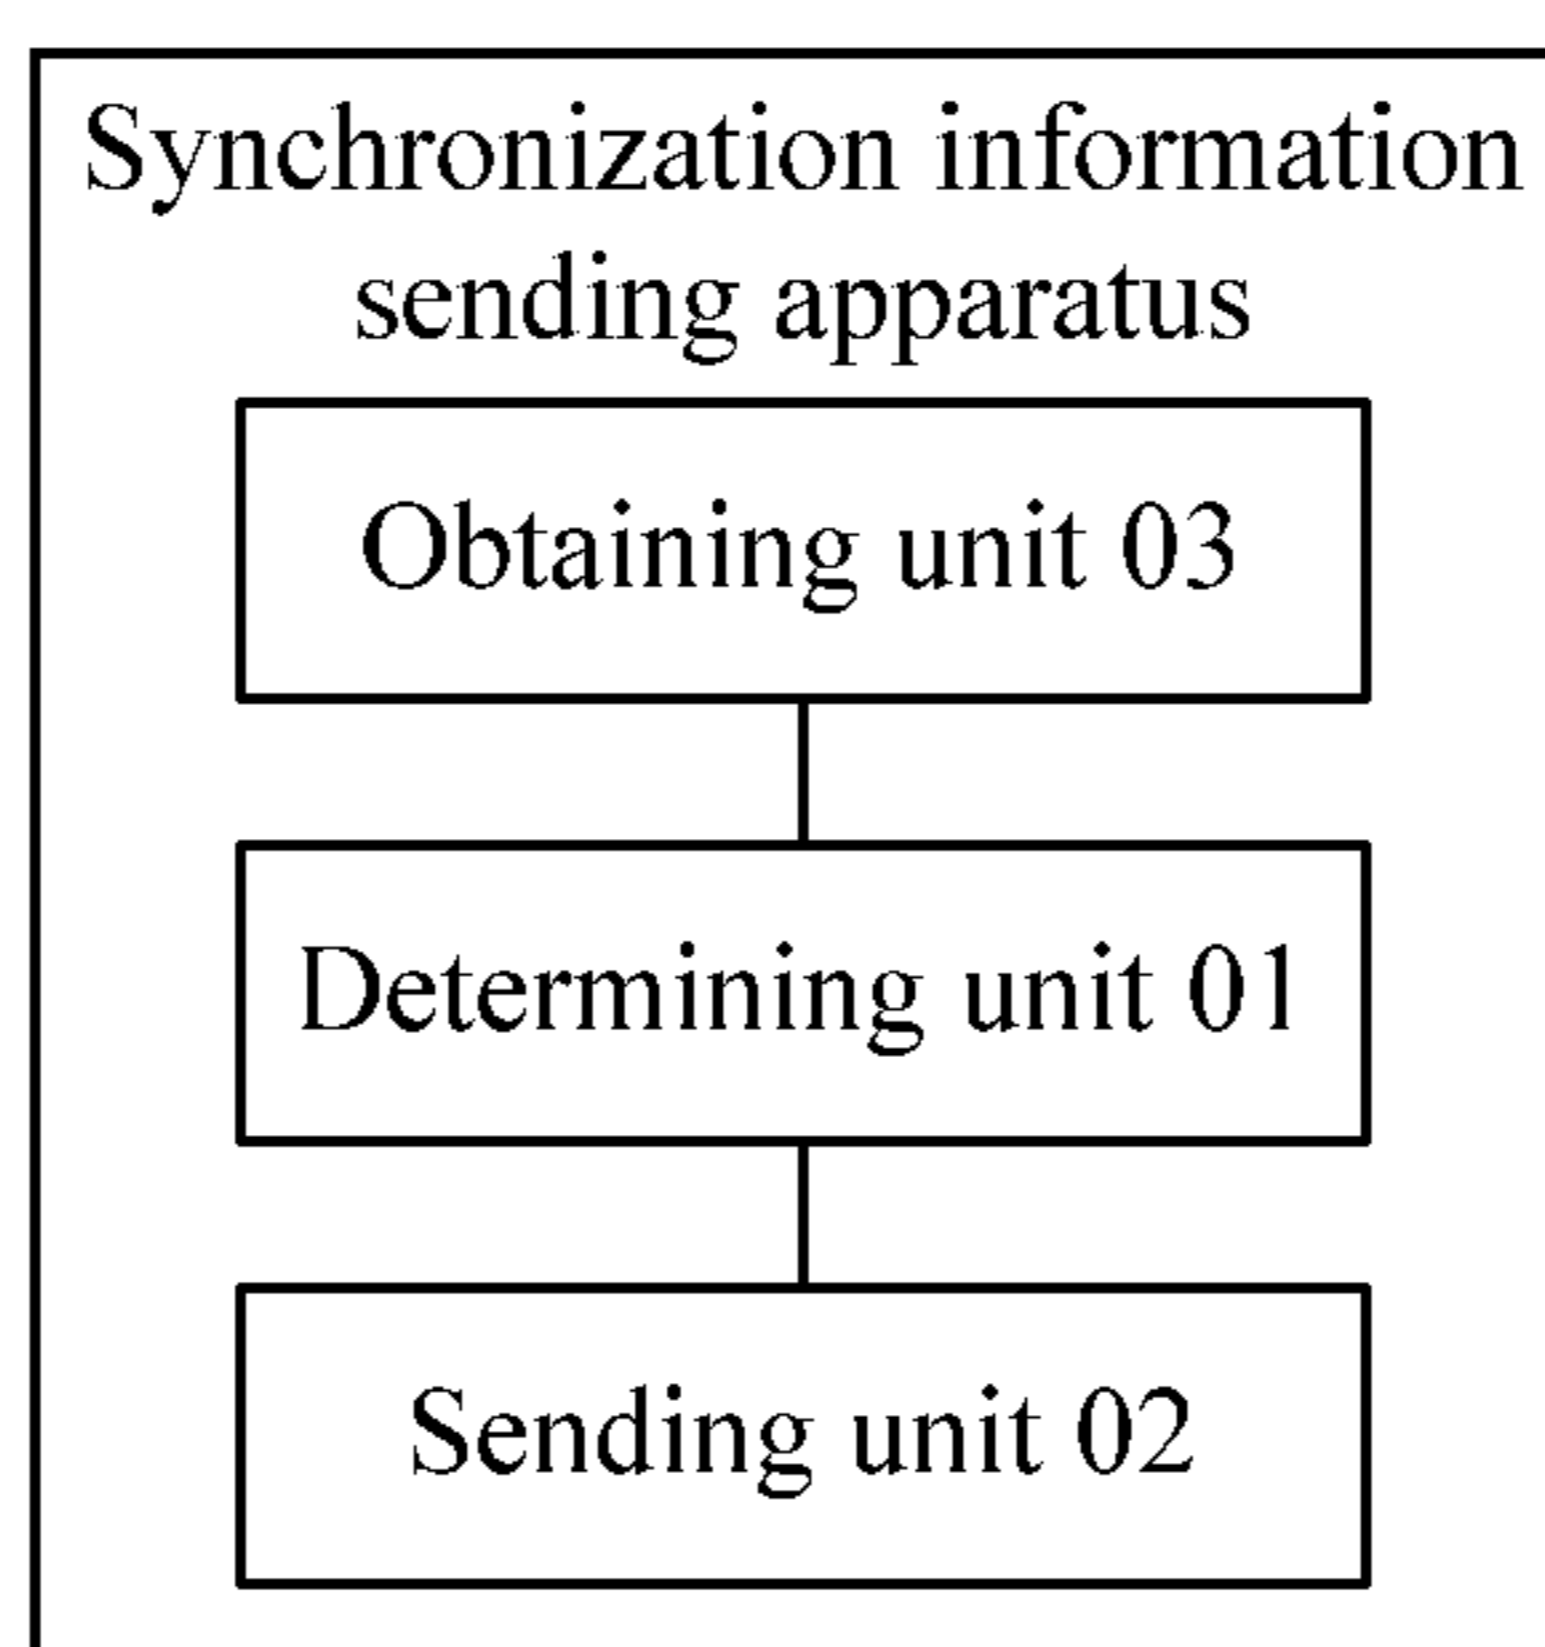 Synchronization information
sending apparatus
Obtaining unit 03
Determining unit 01
Sending unit 02